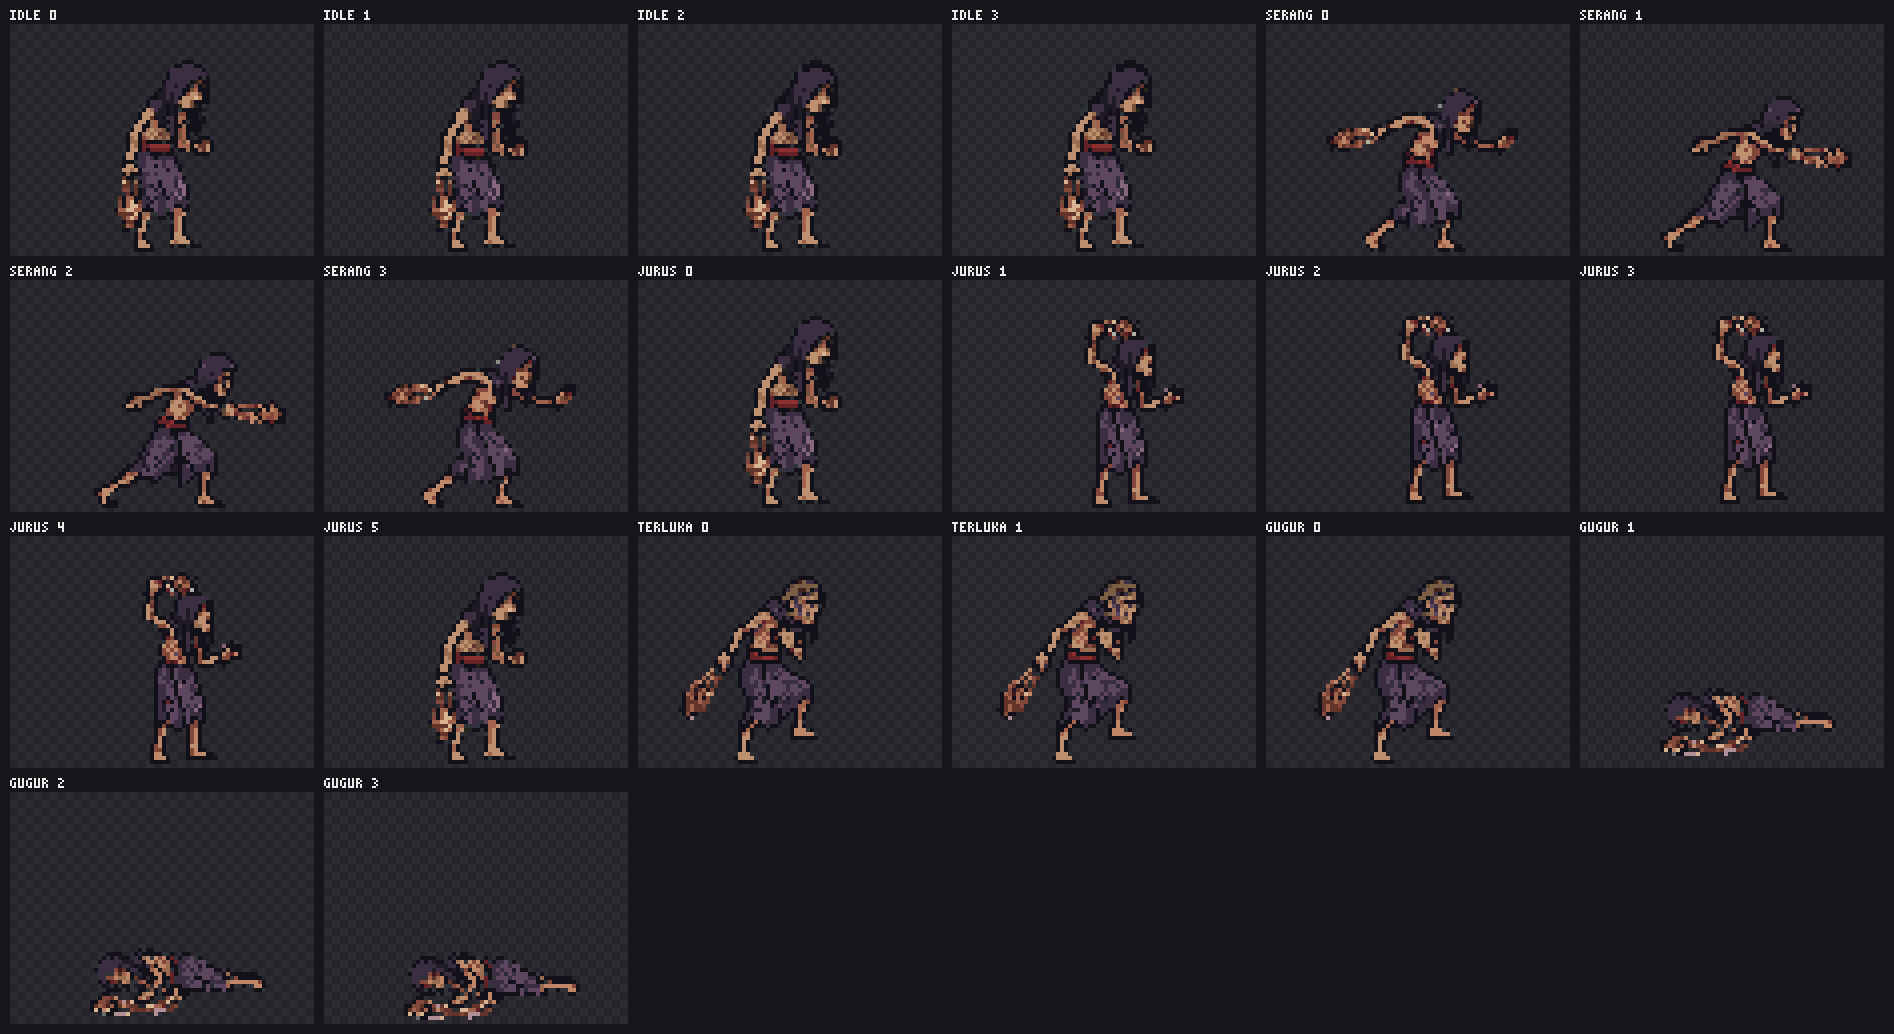 IDLE 0 IDLE 1 IDLE 2 IDLE 3 SERANG 0 SERANG 1
SERANG 2 SERANG 3 JURUS 0 JURUS 1 JURUS 2 JURUS 3
JURUS 4 JURUS 5 TERLUKA 0 TERLUKA 1 GUGUR 0 GUGUR 1
GUGUR 2 GUGUR 3